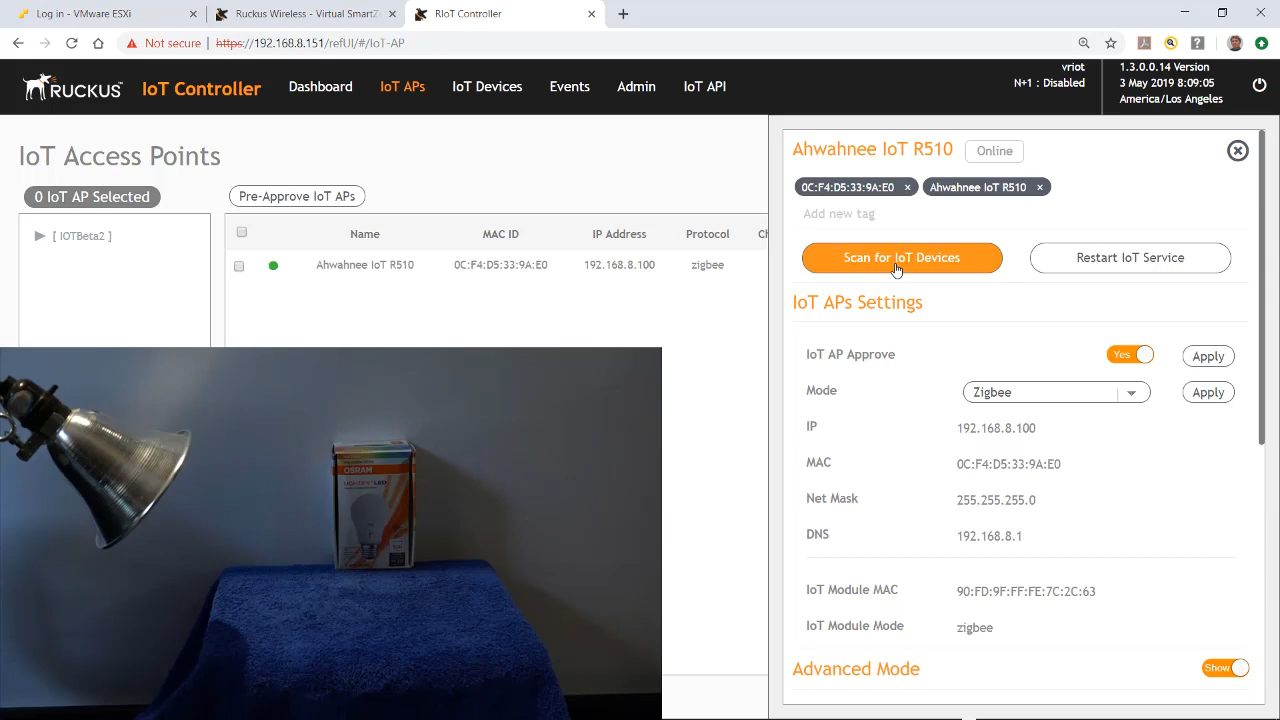 Log in - VMware ESXi
Ruckus Wireless - Virtual SmartZ
RIoT Controller
Not secure
https://192.168.8.151/refUI/#/IoT-AP
RUCKUS™
IoT Controller
Dashboard
IoT APs
IoT Devices
Events
Admin
IoT API
vriot
N+1 : Disabled
1.3.0.0.14 Version
3 May 2019 8:09:05
America/Los Angeles
IoT Access Points
0 IoT AP Selected
Pre-Approve IoT APs
[ IOTBeta2 ]
Name MAC ID IP Address Protocol Ch
Ahwahnee IoT R510 0C:F4:D5:33:9A:E0 192.168.8.100 zigbee
Ahwahnee IoT R510 Online
0C:F4:D5:33:9A:E0 × Ahwahnee IoT R510 ×
Add new tag
Scan for IoT Devices Restart IoT Service
IoT APs Settings
IoT AP Approve Yes Apply
Mode Zigbee Apply
IP 192.168.8.100
MAC 0C:F4:D5:33:9A:E0
Net Mask 255.255.255.0
DNS 192.168.8.1
IoT Module MAC 90:FD:9F:FF:FE:7C:2C:63
IoT Module Mode zigbee
Advanced Mode Show
OSRAM